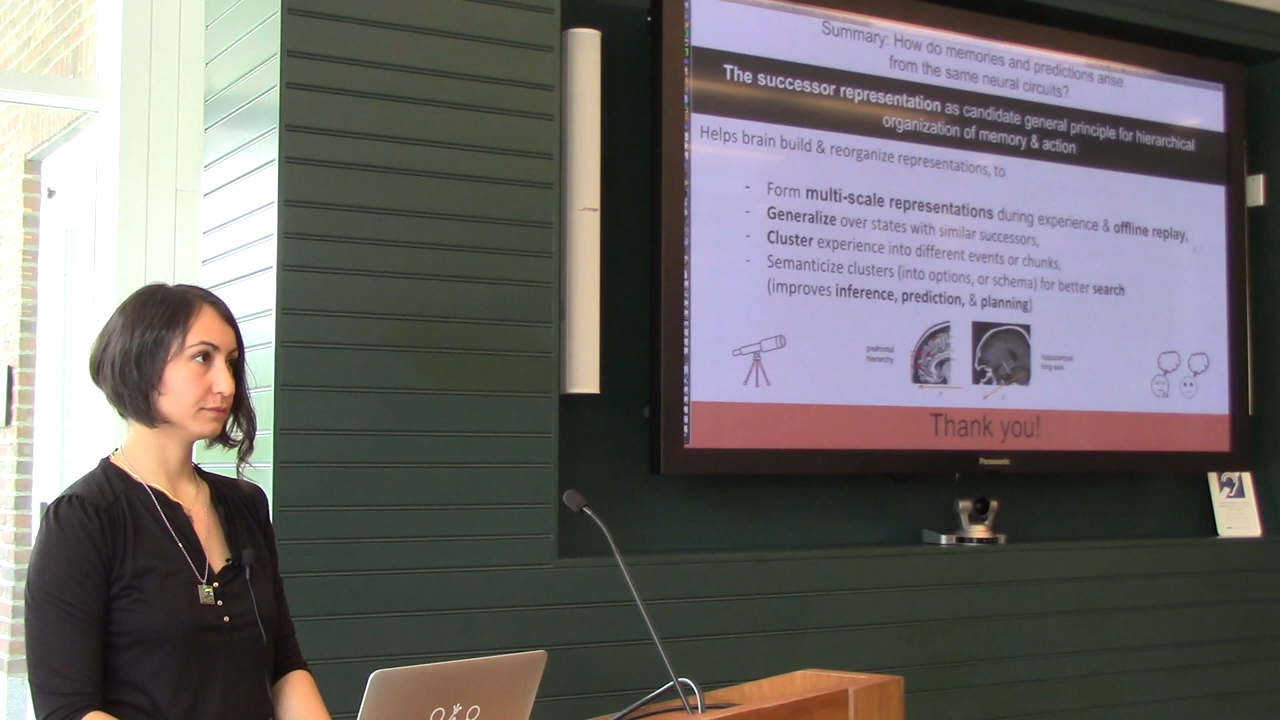 Summary: How do memories and predictions arise
from the same neural circuits?
The successor representation as candidate general principle for hierarchical
organization of memory & action
Helps brain build & reorganize representations, to
- Form multi-scale representations during experience & offline replay,
- Generalize over states with similar successors,
- Cluster experience into different events or chunks,
- Semanticize clusters (into options, or schema) for better search
(improves inference, prediction, & planning)
prefrontal
hierarchy
hippocampal
long-axis
Thank you!
Panasonic